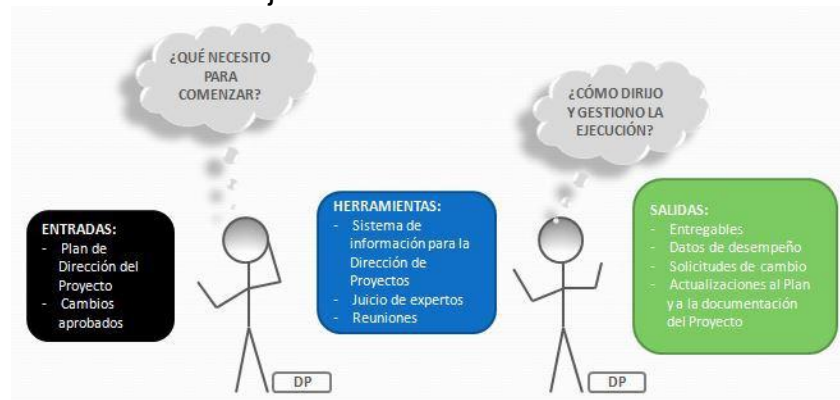 ¿QUÉ NECESITO
PARA
COMENZAR?
¿CÓMO DIRIJO
Y GESTIONO LA
EJECUCIÓN?
ENTRADAS:
- Plan de
Dirección del
Proyecto
- Cambios
aprobados
HERRAMIENTAS:
- Sistema de
información para la
Dirección de
Proyectos
- Juicio de expertos
- Reuniones
SALIDAS:
- Entregables
- Datos de desempeño
- Solicitudes de cambio
- Actualizaciones al Plan
y a la documentación
del Proyecto
DP
DP